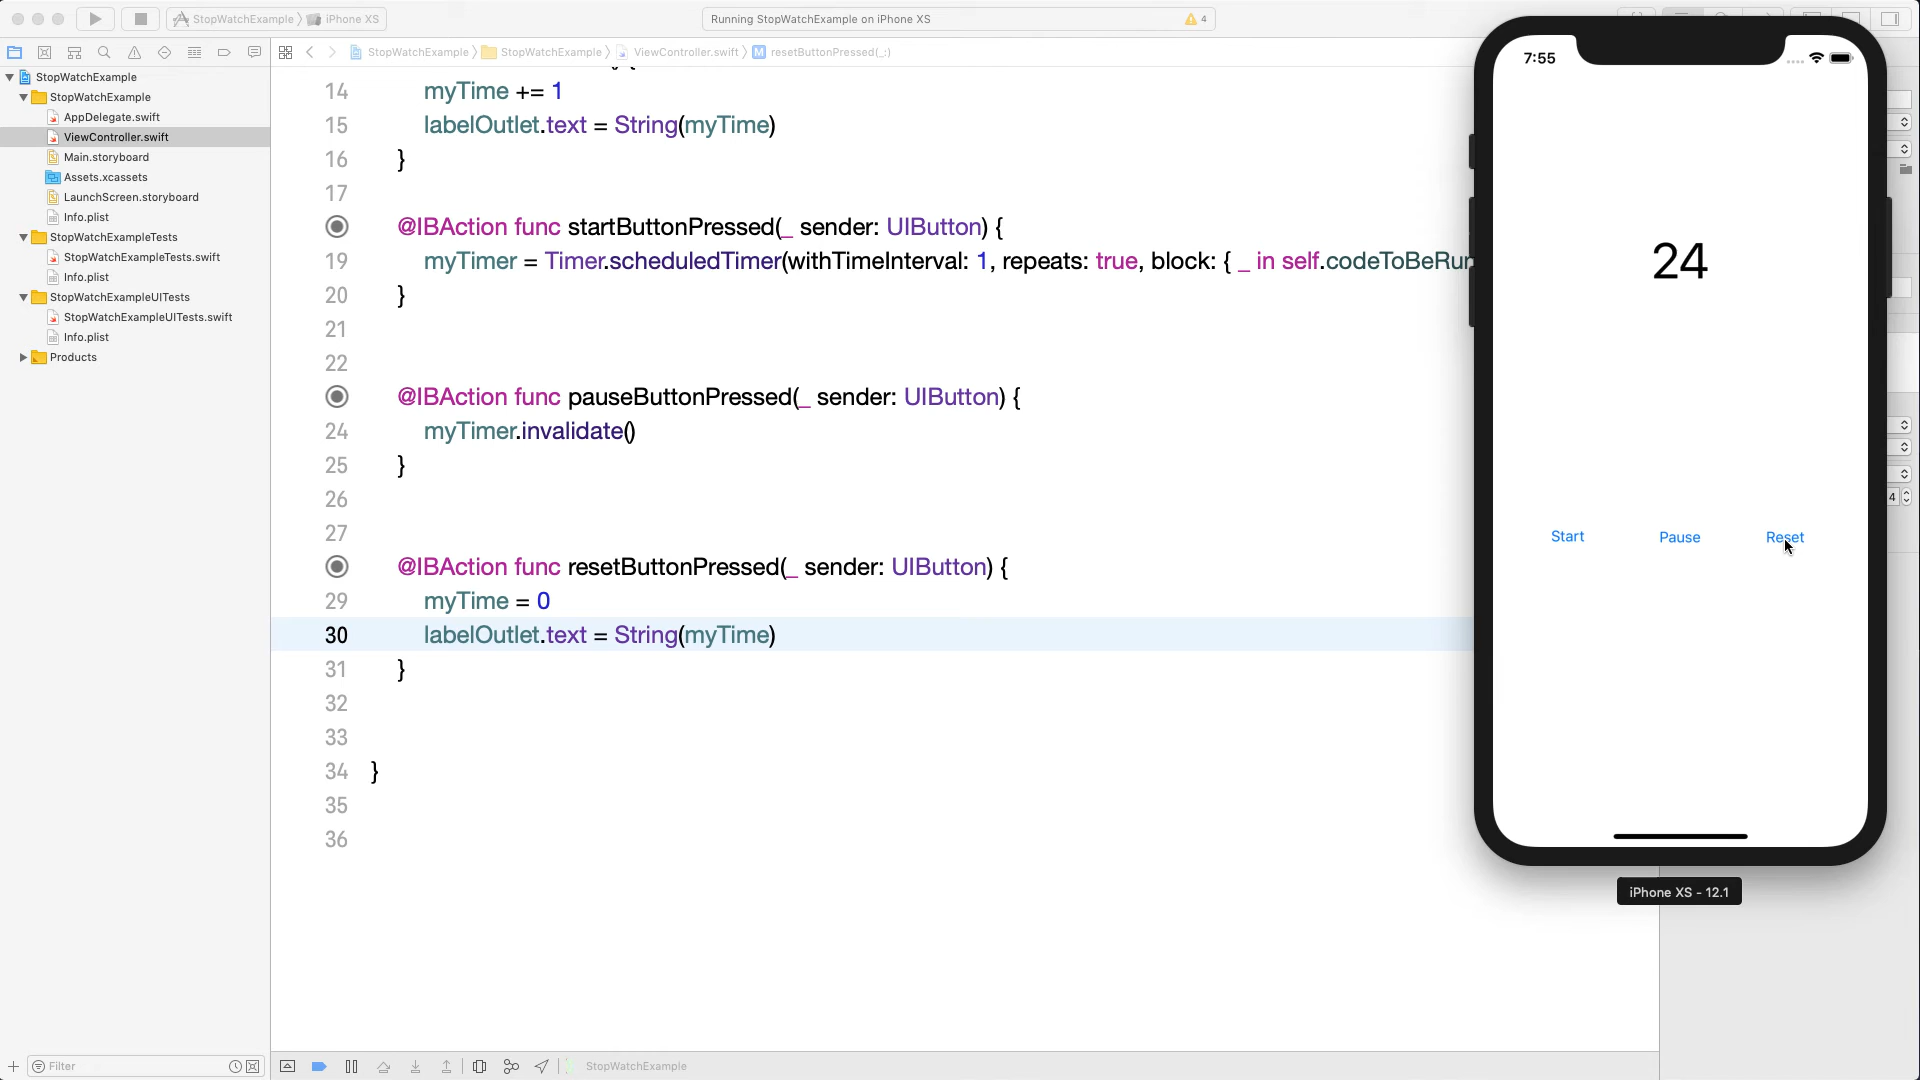 StopWatchExample
iPhone XS
Running StopWatchExample on iPhone XS
4
StopWatchExample
StopWatchExample
ViewController.swift
M
resetButtonPressed(_:)
StopWatchExample
StopWatchExample
AppDelegate.swift
ViewController.swift
Main.storyboard
Assets.xcassets
LaunchScreen.storyboard
Info.plist
StopWatchExampleTests
StopWatchExampleTests.swift
Info.plist
StopWatchExampleUITests
StopWatchExampleUITests.swift
Info.plist
Products
14 myTime += 1
15 labelOutlet.text = String(myTime)
16 }
17
@IBAction func startButtonPressed(_ sender: UIButton) {
19 myTimer = Timer.scheduledTimer(withTimeInterval: 1, repeats: true, block: { _ in self.codeToBeRun
20 }
21
22
@IBAction func pauseButtonPressed(_ sender: UIButton) {
24 myTimer.invalidate()
25 }
26
27
@IBAction func resetButtonPressed(_ sender: UIButton) {
29 myTime = 0
30 labelOutlet.text = String(myTime)
31 }
32
33
34 }
35
36
7:55
24
Start
Pause
Reset
4
iPhone XS - 12.1
Filter
StopWatchExample